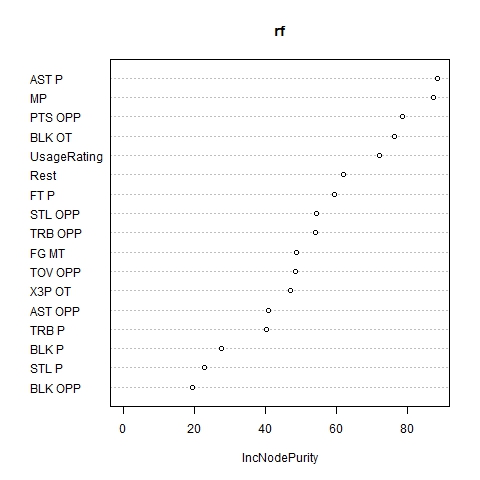 rf
AST P
MP
PTS OPP
BLK OT
UsageRating
Rest
FT P
STL OPP
TRB OPP
FG MT
TOV OPP
X3P OT
AST OPP
TRB P
BLK P
STL P
BLK OPP
0 20 40 60 80
IncNodePurity